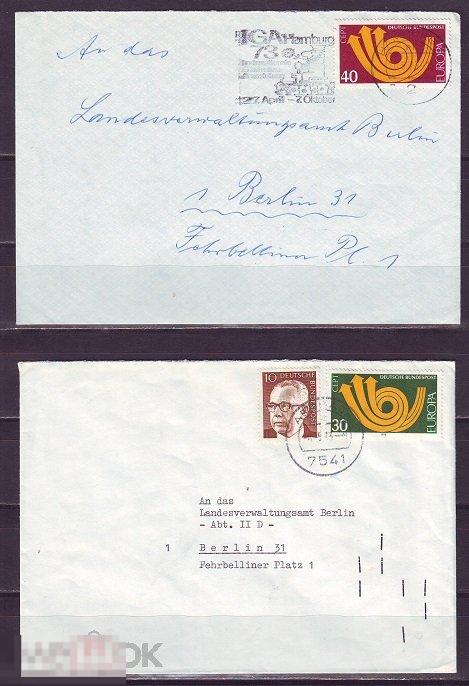 IGA Hamburg
73
27. April - 7. Oktober
CEPT DEUTSCHE BUNDESPOST
40
EUROPA
An das
Landesverwaltungsamt Berlin
1 Berlin 31
Fehrbelliner Pl. 1
10 DEUTSCHE BUNDESPOST
CEPT DEUTSCHE BUNDESPOST
30
EUROPA
7541
An das
Landesverwaltungsamt Berlin
- Abt. II D -
1 Berlin 31
Fehrbelliner Platz 1
OK